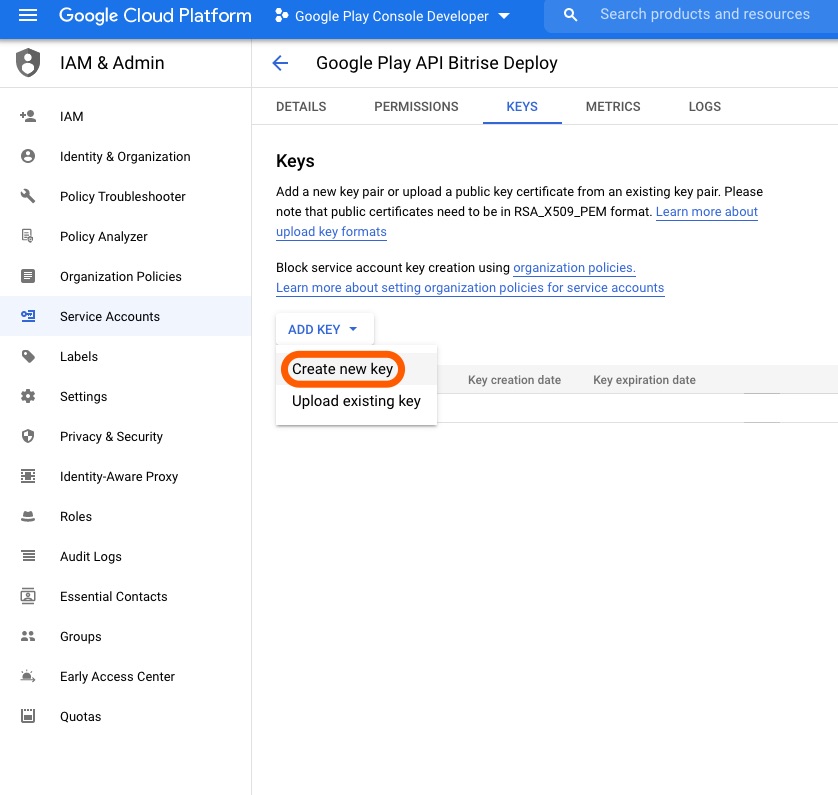 Google Cloud Platform
Google Play Console Developer
Search products and resources
IAM & Admin
Google Play API Bitrise Deploy
IAM
Identity & Organization
Policy Troubleshooter
Policy Analyzer
Organization Policies
Service Accounts
Labels
Settings
Privacy & Security
Identity-Aware Proxy
Roles
Audit Logs
Essential Contacts
Groups
Early Access Center
Quotas
DETAILS
PERMISSIONS
KEYS
METRICS
LOGS
Keys
Add a new key pair or upload a public key certificate from an existing key pair. Please
note that public certificates need to be in RSA_X509_PEM format. Learn more about
upload key formats
Block service account key creation using organization policies.
Learn more about setting organization policies for service accounts
ADD KEY
Create new key
Upload existing key
Key creation date
Key expiration date